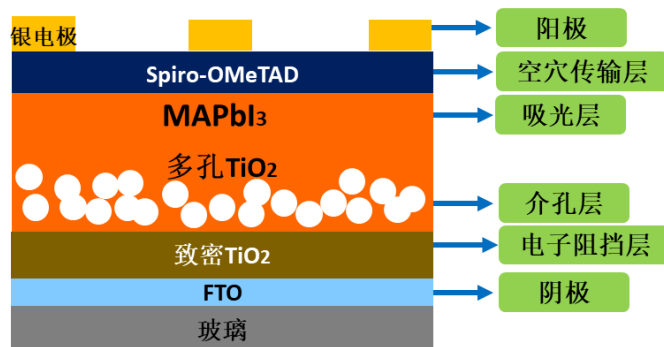 银电极
阳极
Spiro-OMeTAD
空穴传输层
MAPbI3
吸光层
多孔TiO2
介孔层
致密TiO2
电子阻挡层
FTO
阴极
玻璃